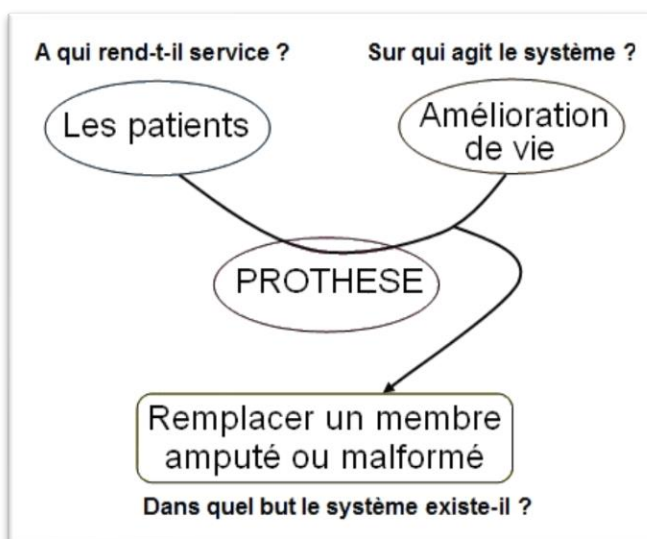 A qui rend-t-il service ?
Sur qui agit le système ?
Les patients
Amélioration
de vie
PROTHESE
Remplacer un membre
amputé ou malformé
Dans quel but le système existe-il ?